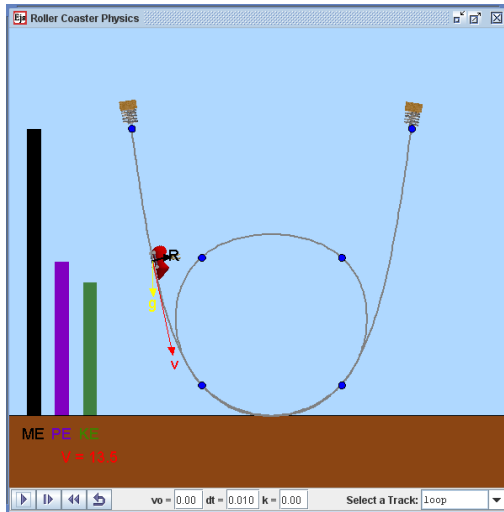 Ejs Roller Coaster Physics
R
g
v
ME PE KE
V = 13.5
vo = 0.00 dt = 0.010 k = 0.00 Select a Track: loop